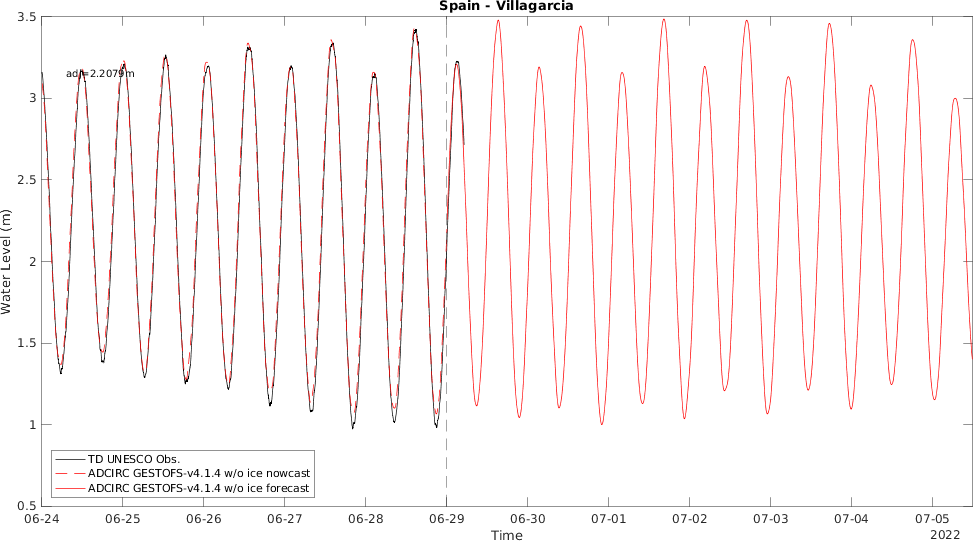 Spain - Villagarcia
3.5
3
2.5
2
1.5
1
0.5
Water Level (m)
adj=2.2079m
TD UNESCO Obs.
ADCIRC GESTOFS-v4.1.4 w/o ice nowcast
ADCIRC GESTOFS-v4.1.4 w/o ice forecast
06-24 06-25 06-26 06-27 06-28 06-29 06-30 07-01 07-02 07-03 07-04 07-05
Time
2022